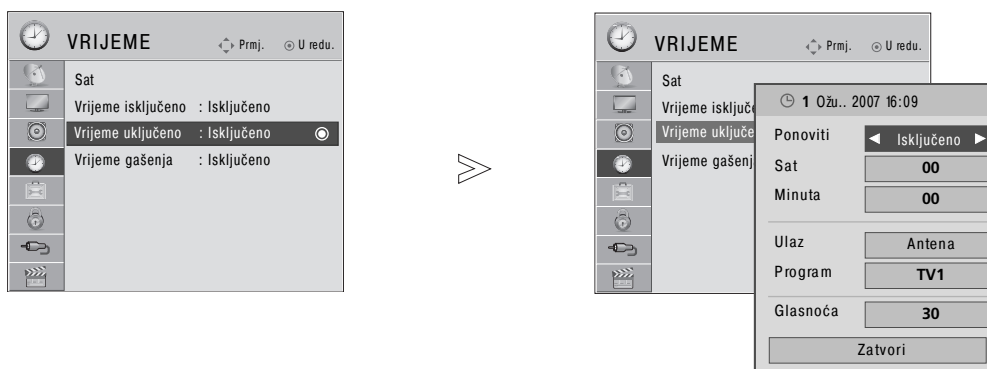 VRIJEME Prmj. U redu.
Sat
Vrijeme isključeno : Isključeno
Vrijeme uključeno : Isključeno
Vrijeme gašenja : Isključeno
VRIJEME Prmj. U redu.
Sat
Vrijeme isključe
Vrijeme uključe
Vrijeme gašenj
1 Ožu.. 2007 16:09
Ponoviti Isključeno
Sat 00
Minuta 00
Ulaz Antena
Program TV1
Glasnoća 30
Zatvori